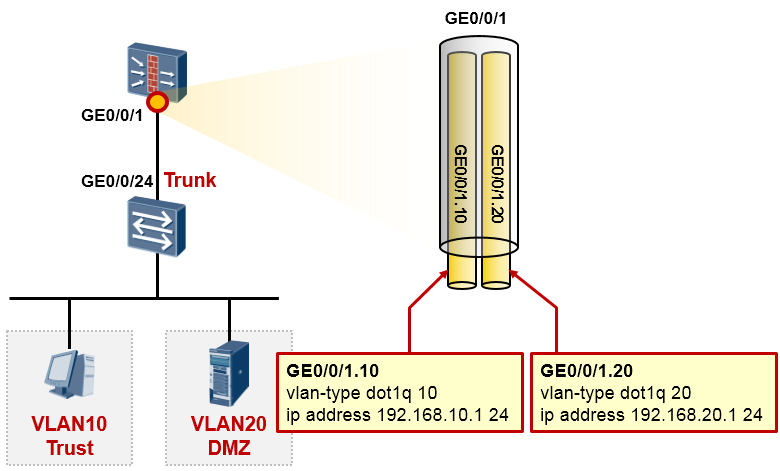 GE0/0/1
GE0/0/1
GE0/0/24 Trunk
GE0/0/1.10
GE0/0/1.20
VLAN10
Trust
VLAN20
DMZ
GE0/0/1.10
vlan-type dot1q 10
ip address 192.168.10.1 24
GE0/0/1.20
vlan-type dot1q 20
ip address 192.168.20.1 24